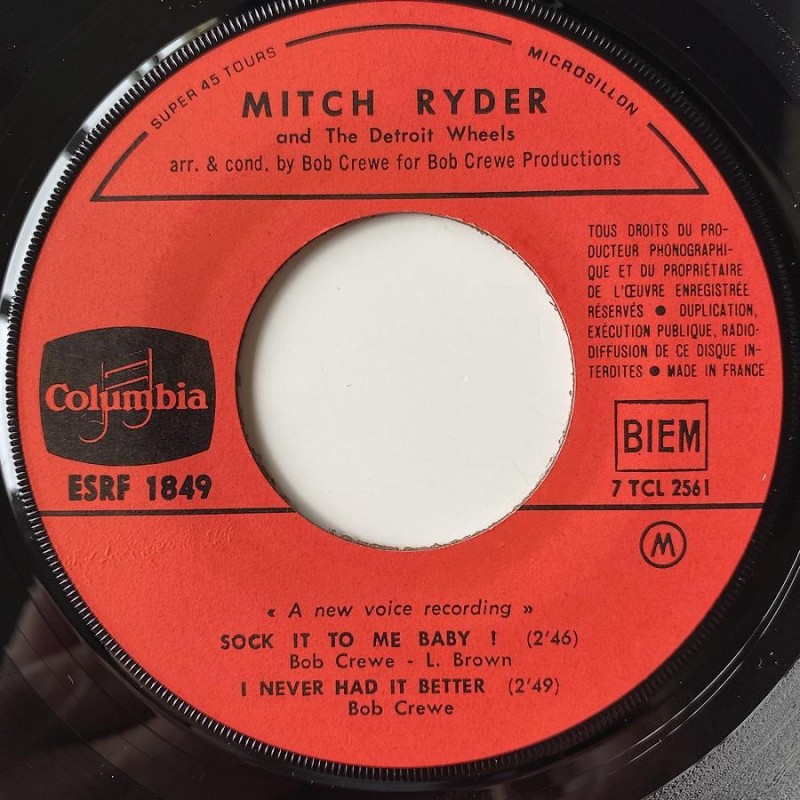 SUPER 45 TOURS
MICROSILLON
MITCH RYDER
and The Detroit Wheels
arr. & cond. by Bob Crewe for Bob Crewe Productions
TOUS DROITS DU PRO-
DUCTEUR PHONOGRAPHI-
QUE ET DU PROPRIÉTAIRE
DE L'ŒUVRE ENREGISTRÉE
RÉSERVÉS ● DUPLICATION,
EXÉCUTION PUBLIQUE, RADIO-
DIFFUSION DE CE DISQUE IN-
TERDITES ● MADE IN FRANCE
Columbia
ESRF 1849
BIEM
7 TCL 2561
M
« A new voice recording »
SOCK IT TO ME BABY ! (2'46)
Bob Crewe - L. Brown
I NEVER HAD IT BETTER (2'49)
Bob Crewe